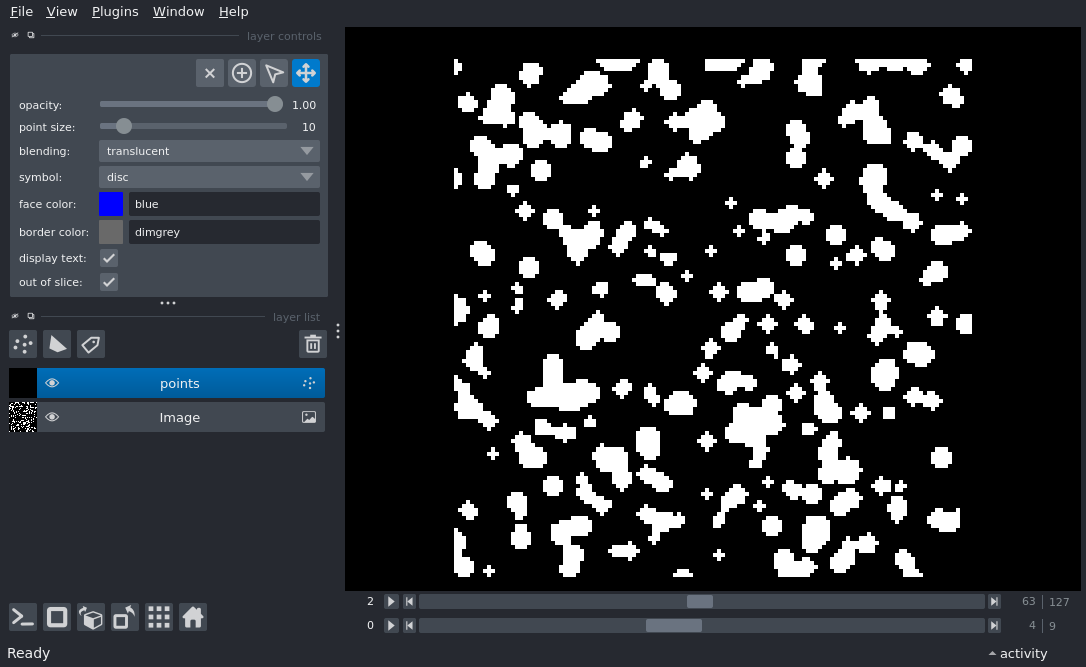 File View Plugins Window Help
layer controls
opacity: 1.00
point size: 10
blending: translucent
symbol: disc
face color: blue
border color: dimgrey
display text:
out of slice:
layer list
points
Image
2 63 | 127
0 4 | 9
Ready activity